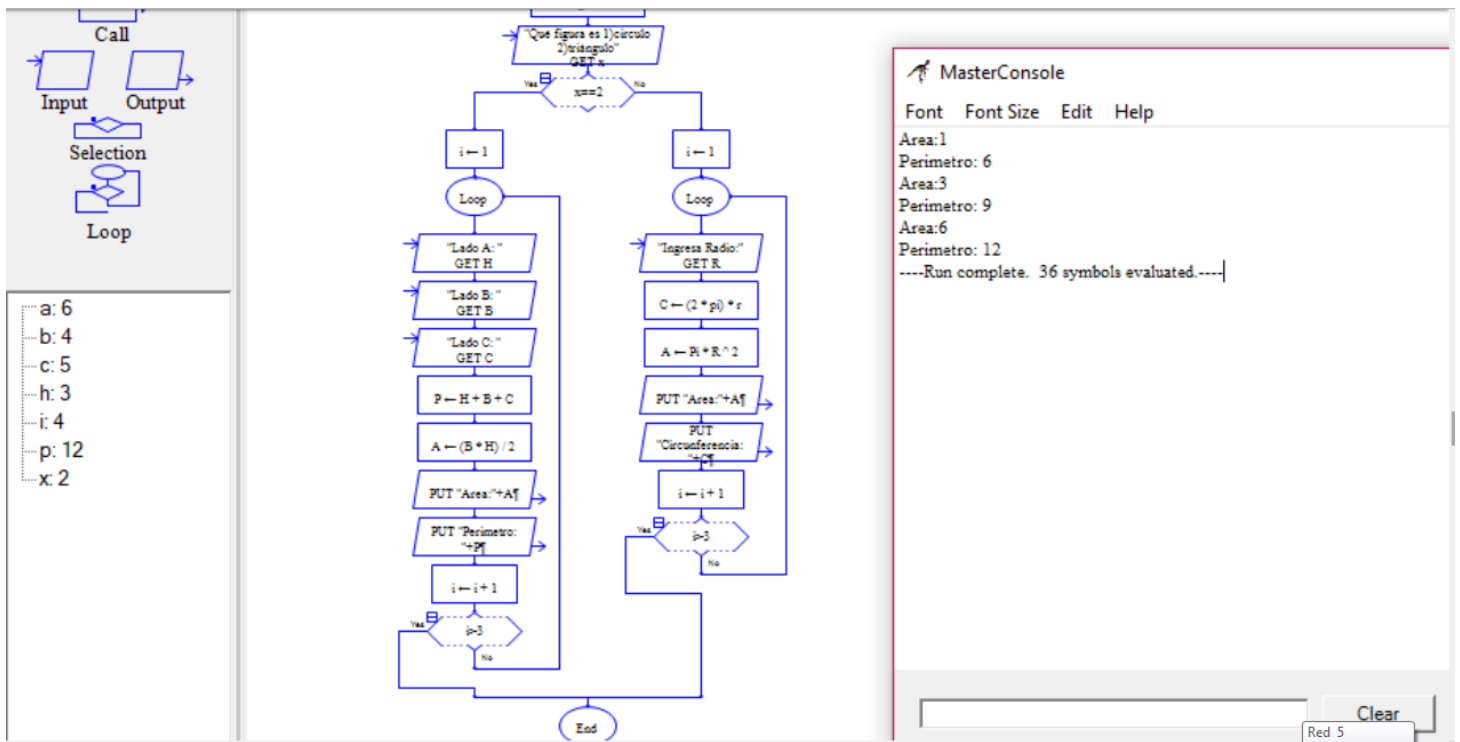 Call
Input
Output
Selection
Loop
a: 6
b: 4
c: 5
h: 3
i: 4
p: 12
x: 2
"Qué figura es 1)circulo
2)triángulo"
GET x
Yes
x==2
No
i ← 1
Loop
"Lado A: "
GET H
"Lado B: "
GET B
"Lado C: "
GET C
P ← H + B + C
A ← (B * H) / 2
PUT "Area:"+A¶
PUT "Perimetro:
"+P¶
i ← i + 1
Yes
i>3
No
i ← 1
Loop
"Ingresa Radio:"
GET R
C ← (2 * pi) * r
A ← Pi * R ^ 2
PUT "Area:"+A¶
PUT
"Circunferencia:
"+C¶
i ← i + 1
Yes
i>3
No
End
MasterConsole
Font Font Size Edit Help
Area:1
Perimetro: 6
Area:3
Perimetro: 9
Area:6
Perimetro: 12
----Run complete. 36 symbols evaluated.----
Clear
Red 5